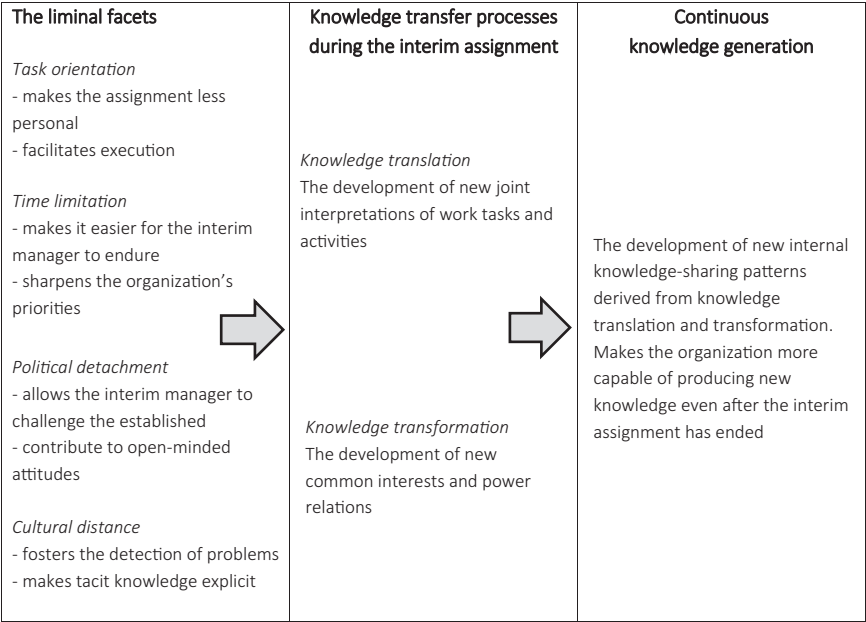 The liminal facets
Task orientation
- makes the assignment less
personal
- facilitates execution
Time limitation
- makes it easier for the interim
manager to endure
- sharpens the organization's
priorities
Political detachment
- allows the interim manager to
challenge the established
- contribute to open-minded
attitudes
Cultural distance
- fosters the detection of problems
- makes tacit knowledge explicit
Knowledge transfer processes
during the interim assignment
Knowledge translation
The development of new joint
interpretations of work tasks and
activities
Knowledge transformation
The development of new
common interests and power
relations
Continuous
knowledge generation
The development of new internal
knowledge-sharing patterns
derived from knowledge
translation and transformation.
Makes the organization more
capable of producing new
knowledge even after the interim
assignment has ended